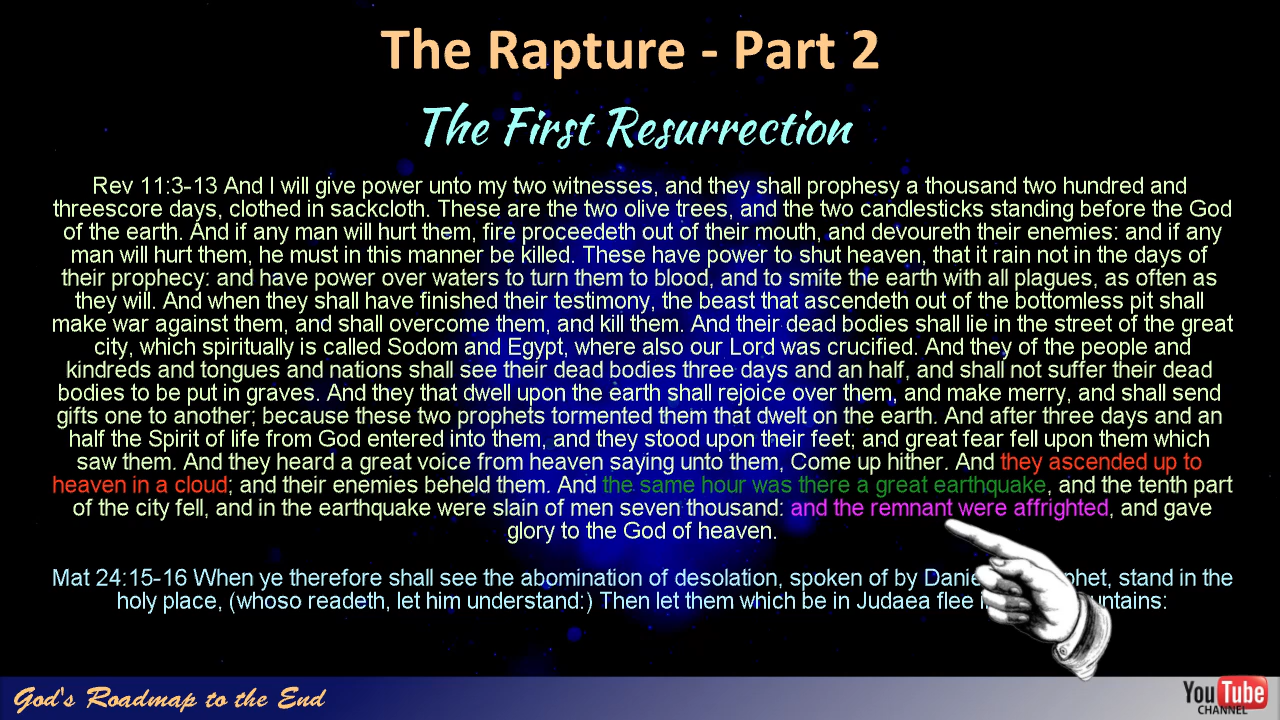 The Rapture - Part 2
The First Resurrection
Rev 11:3-13 And I will give power unto my two witnesses, and they shall prophesy a thousand two hundred and
threescore days, clothed in sackcloth. These are the two olive trees, and the two candlesticks standing before the God
of the earth. And if any man will hurt them, fire proceedeth out of their mouth, and devoureth their enemies: and if any
man will hurt them, he must in this manner be killed. These have power to shut heaven, that it rain not in the days of
their prophecy: and have power over waters to turn them to blood, and to smite the earth with all plagues, as often as
they will. And when they shall have finished their testimony, the beast that ascendeth out of the bottomless pit shall
make war against them, and shall overcome them, and kill them. And their dead bodies shall lie in the street of the great
city, which spiritually is called Sodom and Egypt, where also our Lord was crucified. And they of the people and
kindreds and tongues and nations shall see their dead bodies three days and an half, and shall not suffer their dead
bodies to be put in graves. And they that dwell upon the earth shall rejoice over them, and make merry, and shall send
gifts one to another; because these two prophets tormented them that dwelt on the earth. And after three days and an
half the Spirit of life from God entered into them, and they stood upon their feet; and great fear fell upon them which
saw them. And they heard a great voice from heaven saying unto them, Come up hither. And they ascended up to
heaven in a cloud; and their enemies beheld them. And the same hour was there a great earthquake, and the tenth part
of the city fell, and in the earthquake were slain of men seven thousand: and the remnant were affrighted, and gave
glory to the God of heaven.
Mat 24:15-16 When ye therefore shall see the abomination of desolation, spoken of by stand in the
holy place, (whoso readeth, let him understand:) Then let them which be in Judaea flee
God's Roadmap to the End
YouTube
CHANNEL